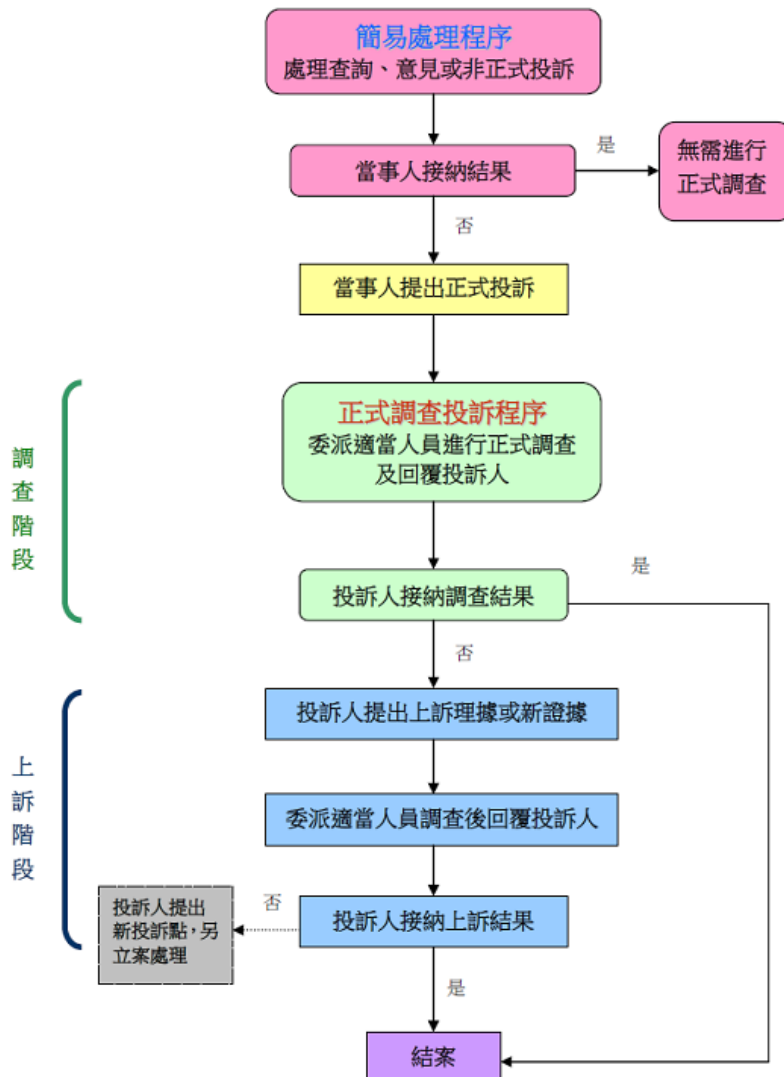 簡易處理程序
處理查詢、意見或非正式投訴
當事人接納結果
是
無需進行
正式調查
否
當事人提出正式投訴
調查階段
正式調查投訴程序
委派適當人員進行正式調查
及回覆投訴人
投訴人接納調查結果
是
否
上訴階段
投訴人提出上訴理據或新證據
委派適當人員調查後回覆投訴人
投訴人接納上訴結果
否
投訴人提出
新投訴點，另
立案處理
是
結案